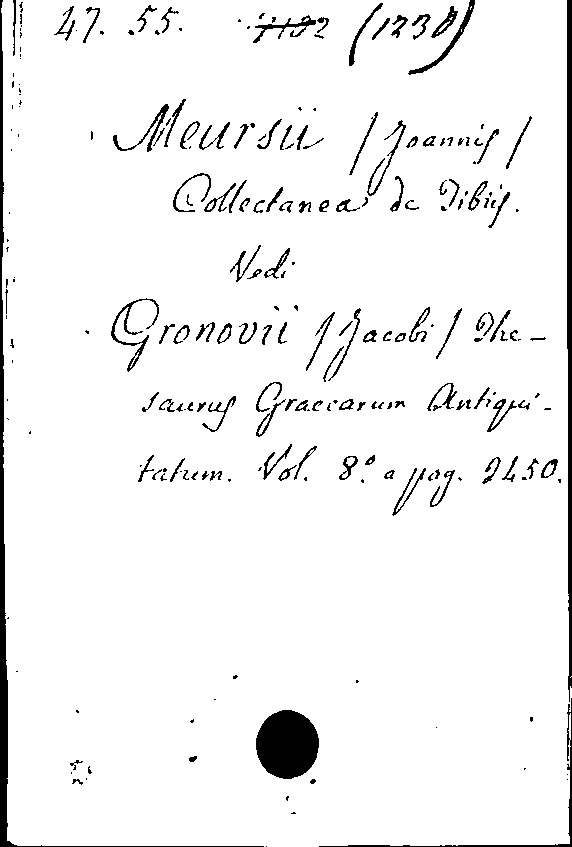 47. 55. (1230)
Meursii /Joannis/
Collectanea de Tibiis.
Vedi
Gronovii /Jacobi/ The-
saurus Graecarum Antiqui-
tatum. Vol. 8.º a pag. 2450.